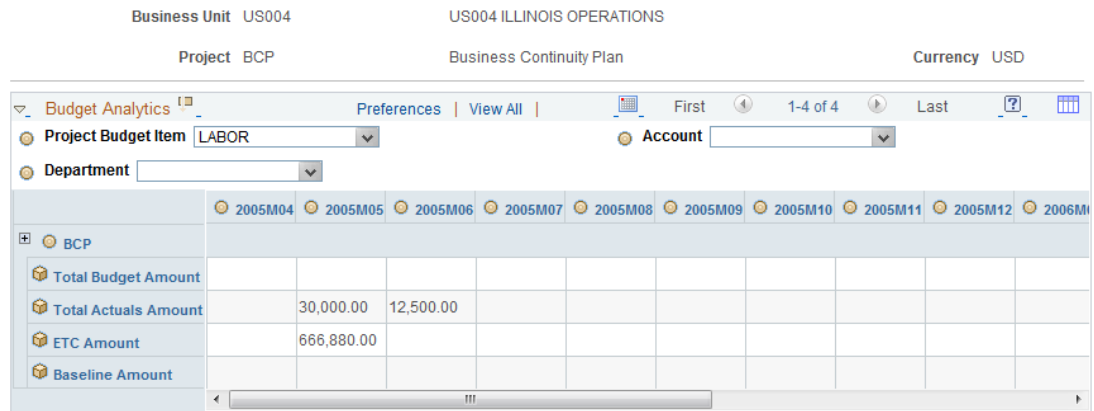 Business Unit US004 US004 ILLINOIS OPERATIONS
Project BCP Business Continuity Plan Currency USD
Budget Analytics Preferences | View All | First 1-4 of 4 Last ?
Project Budget Item LABOR Account
Department
2005M04 2005M05 2005M06 2005M07 2005M08 2005M09 2005M10 2005M11 2005M12 2006M
BCP
Total Budget Amount
Total Actuals Amount 30,000.00 12,500.00
ETC Amount 666,880.00
Baseline Amount